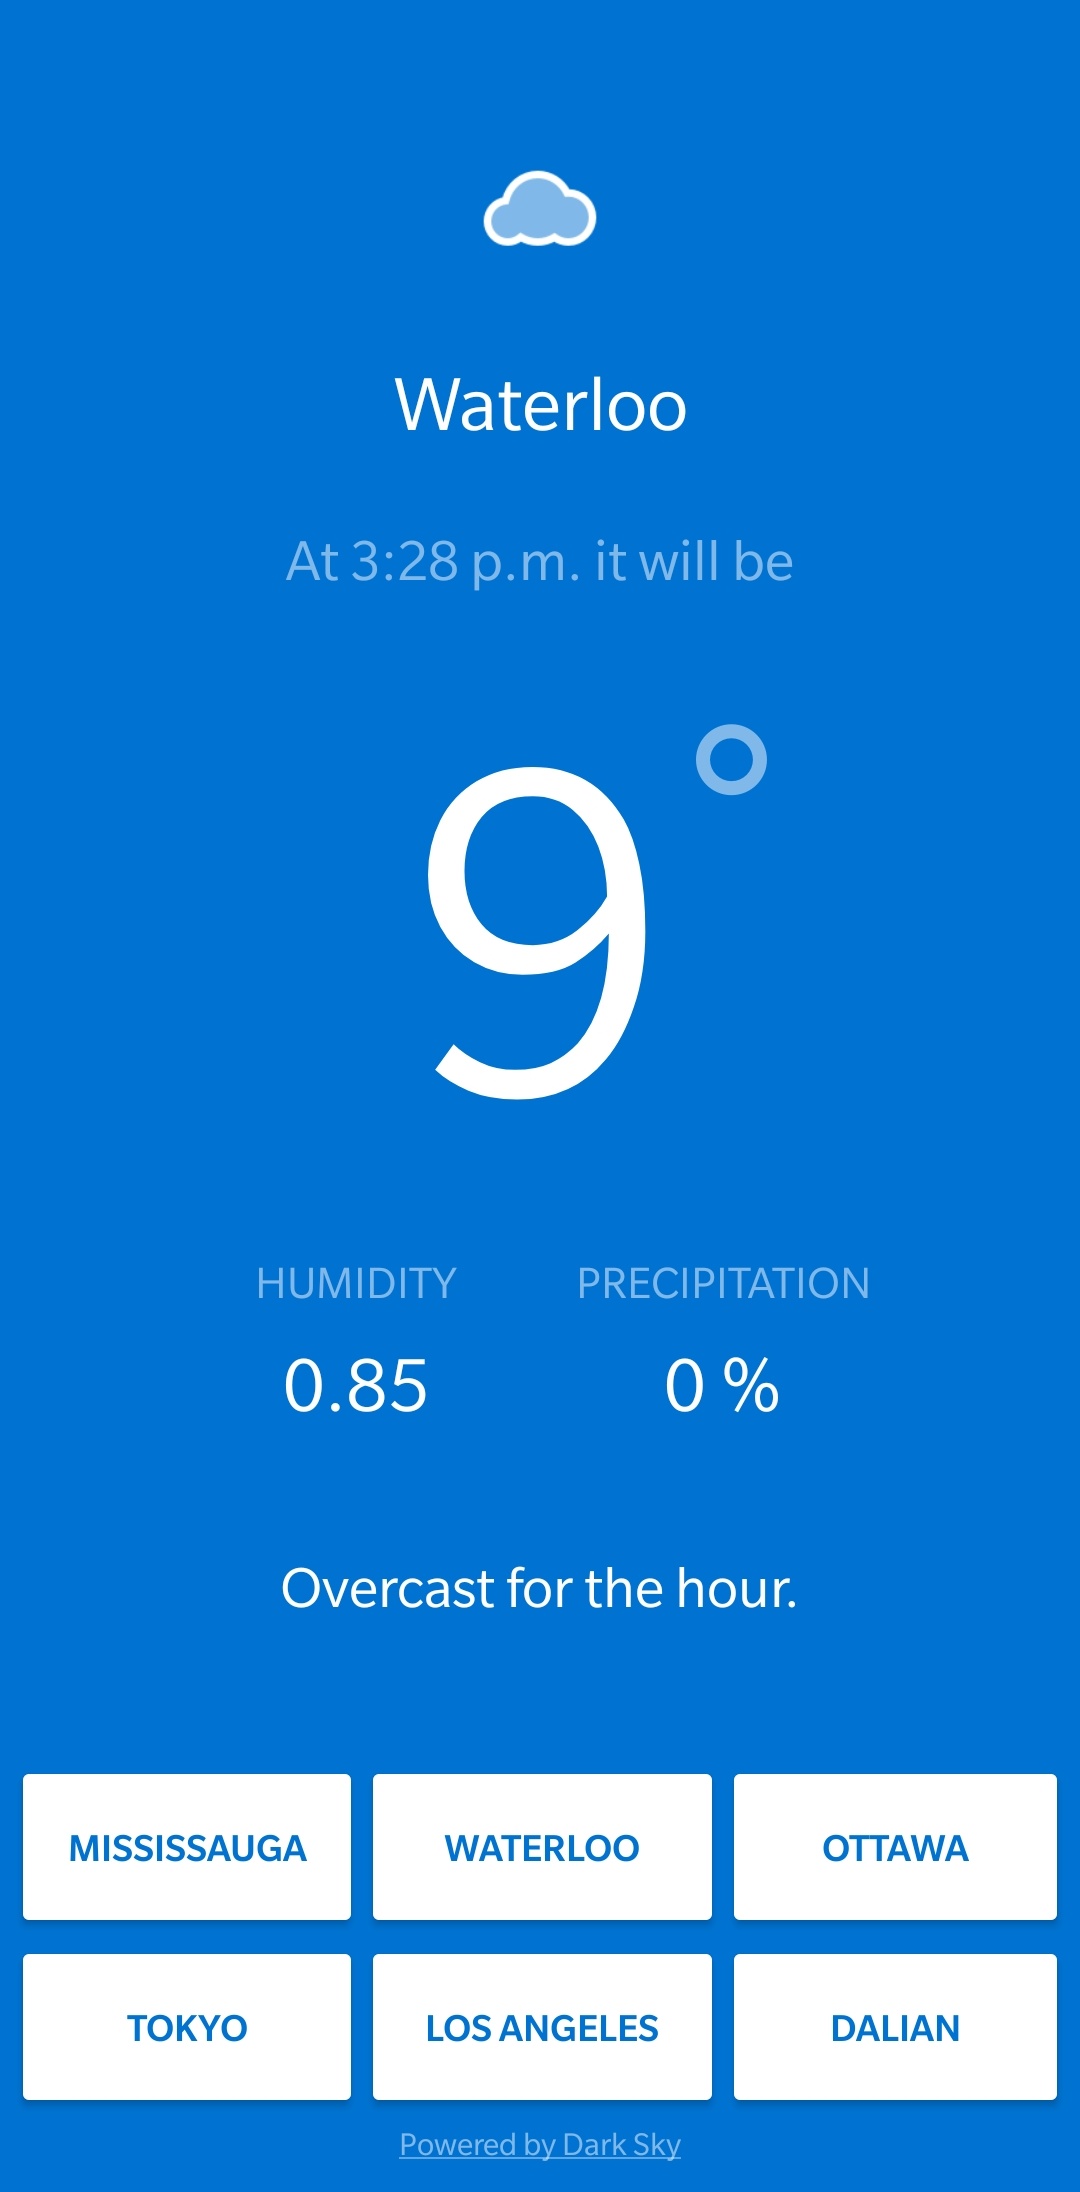 Waterloo
At 3:28 p.m. it will be
9°
HUMIDITY PRECIPITATION
0.85 0 %
Overcast for the hour.
MISSISSAUGA WATERLOO OTTAWA
TOKYO LOS ANGELES DALIAN
Powered by Dark Sky